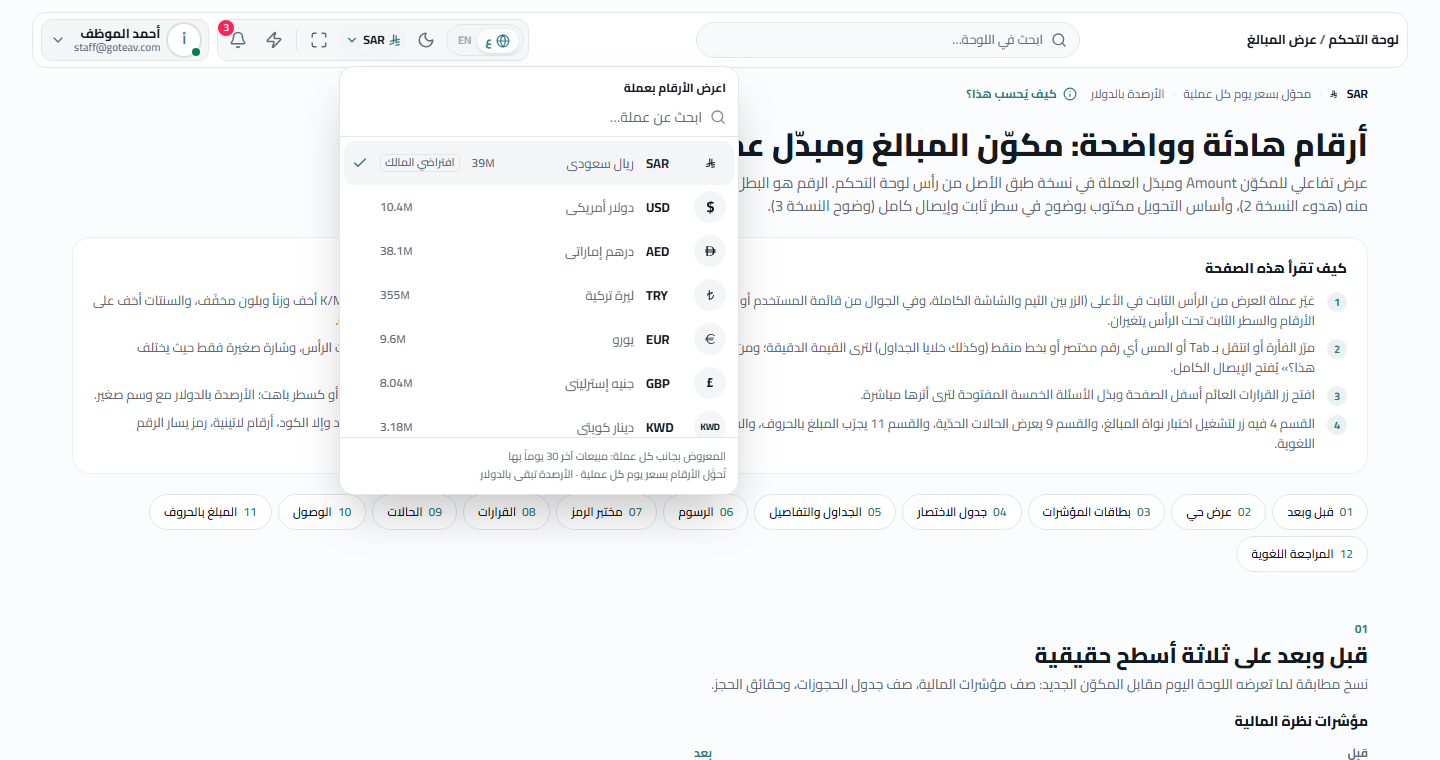 لوحة التحكم / عرض المبالغ
ابحث في اللوحة...
ع
EN
SAR
3
أحمد الموظف
staff@goteav.com
أ
SAR · محوّل بسعر يوم كل عملية · الأرصدة بالدولار
كيف يُحسب هذا؟
أرقام هادئة وواضحة: مكوّن المبالغ ومبدّل
عرض تفاعلي للمكوّن Amount ومبدّل العملة في نسخة طبق الأصل من رأس لوحة التحكم. الرقم هو البطل
منه (هدوء النسخة 2)، وأساس التحويل مكتوب بوضوح في سطر ثابت وإيصال كامل (وضوح النسخة 3).
اعرض الأرقام بعملة
ابحث عن عملة...
SAR ريال سعودي 39M افتراضي المالك
$ USD دولار أمريكي 10.4M
AED درهم إماراتي 38.1M
₺ TRY ليرة تركية 355M
€ EUR يورو 9.6M
£ GBP جنيه إسترليني 8.04M
KWD KWD دينار كويتي 3.18M
المعروض بجانب كل عملة: مبيعات آخر 30 يوماً بها
تُحوَّل الأرقام بسعر يوم كل عملية · الأرصدة تبقى بالدولار
كيف تقرأ هذه الصفحة
1 غيّر عملة العرض من الرأس الثابت في الأعلى (الزر بين الثيم والشاشة الكاملة، وفي الجوال من قائمة المستخدم أو
الأرقام والسطر الثابت تحت الرأس يتغيران.
2 مرّر الفأرة أو انتقل بـ Tab أو المس أي رقم مختصر أو بخط منقط (وكذلك خلايا الجداول) لترى القيمة الدقيقة؛ ومن
هذا؟» يُفتح الإيصال الكامل.
3 افتح زر القرارات العائم أسفل الصفحة وبدّل الأسئلة الخمسة المفتوحة لترى أثرها مباشرة.
4 القسم 4 فيه زر لتشغيل اختبار نواة المبالغ، والقسم 9 يعرض الحالات الحدّية، والقسم 11 يجرّب المبلغ بالحروف،
اللغوية.
أخف وزناً وبلون مخفّف، والسنتات أخف على
الرأس، وشارة صغيرة فقط حيث يختلف
أو كسطر باهت؛ الأرصدة بالدولار مع وسم صغير.
وإلا الكود، أرقام لاتينية، رمز يسار الرقم
01 قبل وبعد
02 عرض حي
03 بطاقات المؤشرات
04 جدول الاختصار
05 الجداول والتفاصيل
06 الرسوم
07 مختبر الرمز
08 القرارات
09 الحالات
10 الوصول
11 المبلغ بالحروف
12 المراجعة اللغوية
01
قبل وبعد على ثلاثة أسطح حقيقية
نسخ مطابقة لما تعرضه اللوحة اليوم مقابل المكوّن الجديد: صف مؤشرات المالية، صف جدول الحجوزات، وحقائق الحجز.
مؤشرات نظرة المالية
قبل
بعد